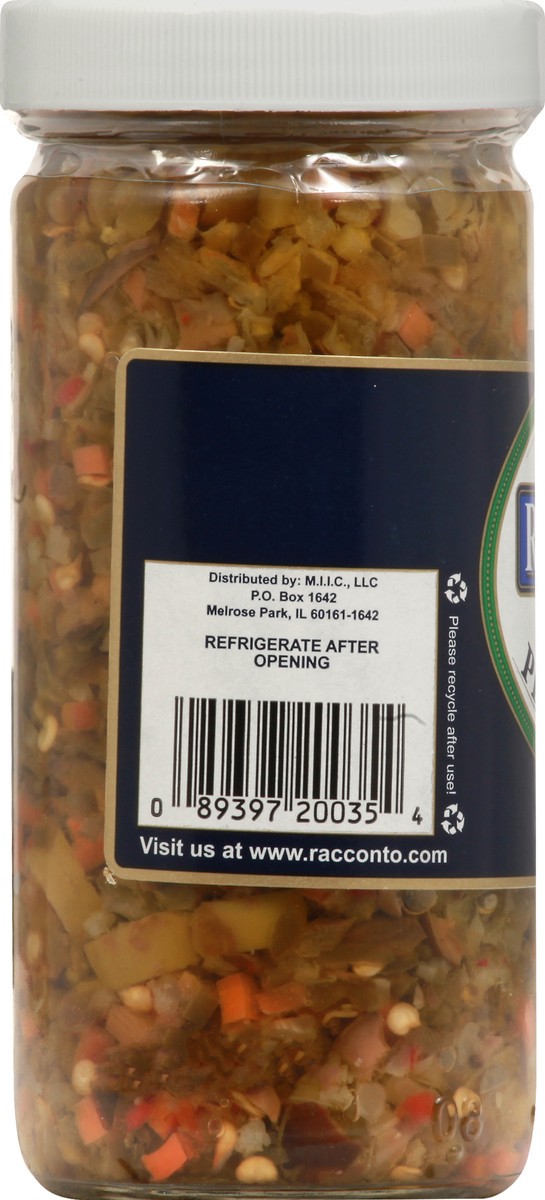 Distributed by: M.I.I.C., LLC
P.O. Box 1642
Melrose Park, IL 60161-1642
REFRIGERATE AFTER
OPENING
0 89397 20035 4
Please recycle after use!
Visit us at www.racconto.com
08